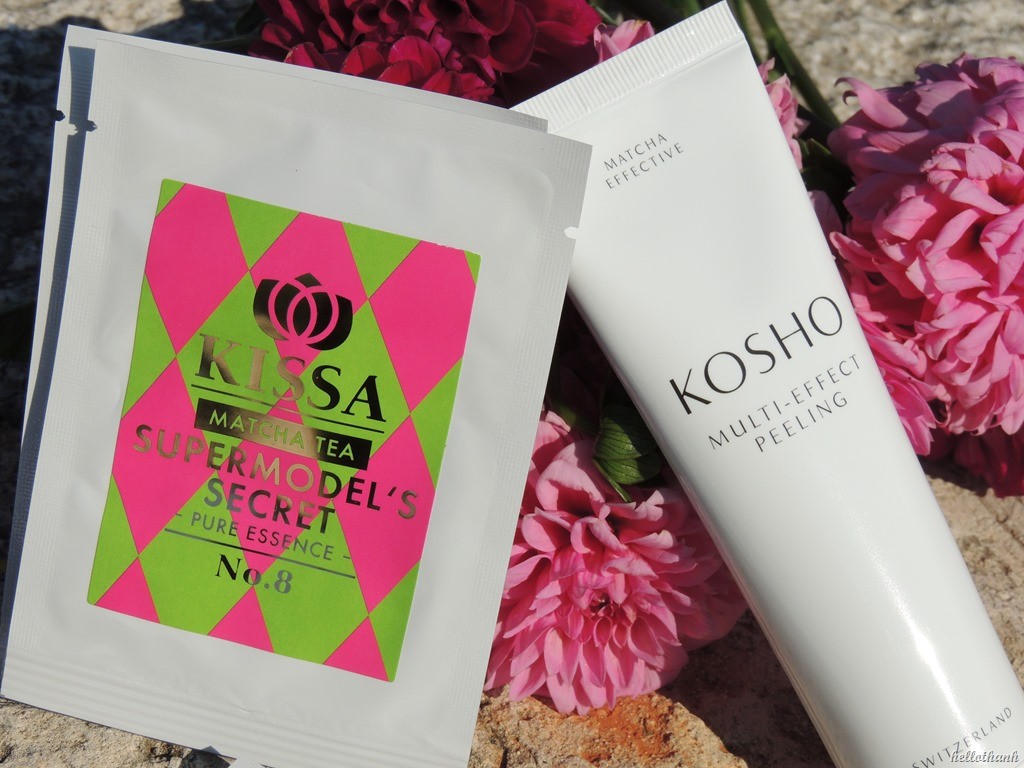 KISSA
MATCHA TEA
SUPERMODEL'S
SECRET
- PURE ESSENCE -
No.8
MATCHA
EFFECTIVE
KOSHO
MULTI-EFFECT
PEELING
SWITZERLAND
hellothanh